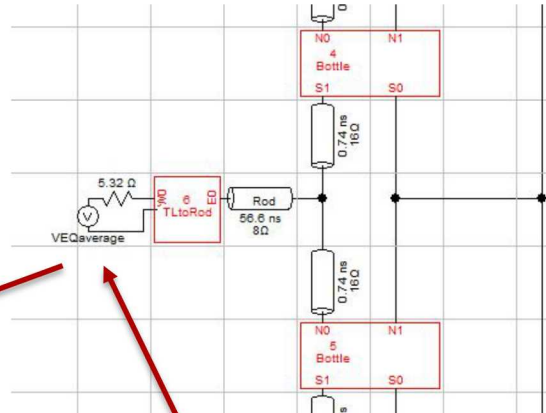 N0 N1
4
Bottle
S1 S0
0.74 ns
.16Ω
5.32 Ω
V
VEQaverage
6
TLtoRod
E0
Rod
56.6 ns
8Ω
0.74 ns
.16Ω
N0 N1
5
Bottle
S1 S0